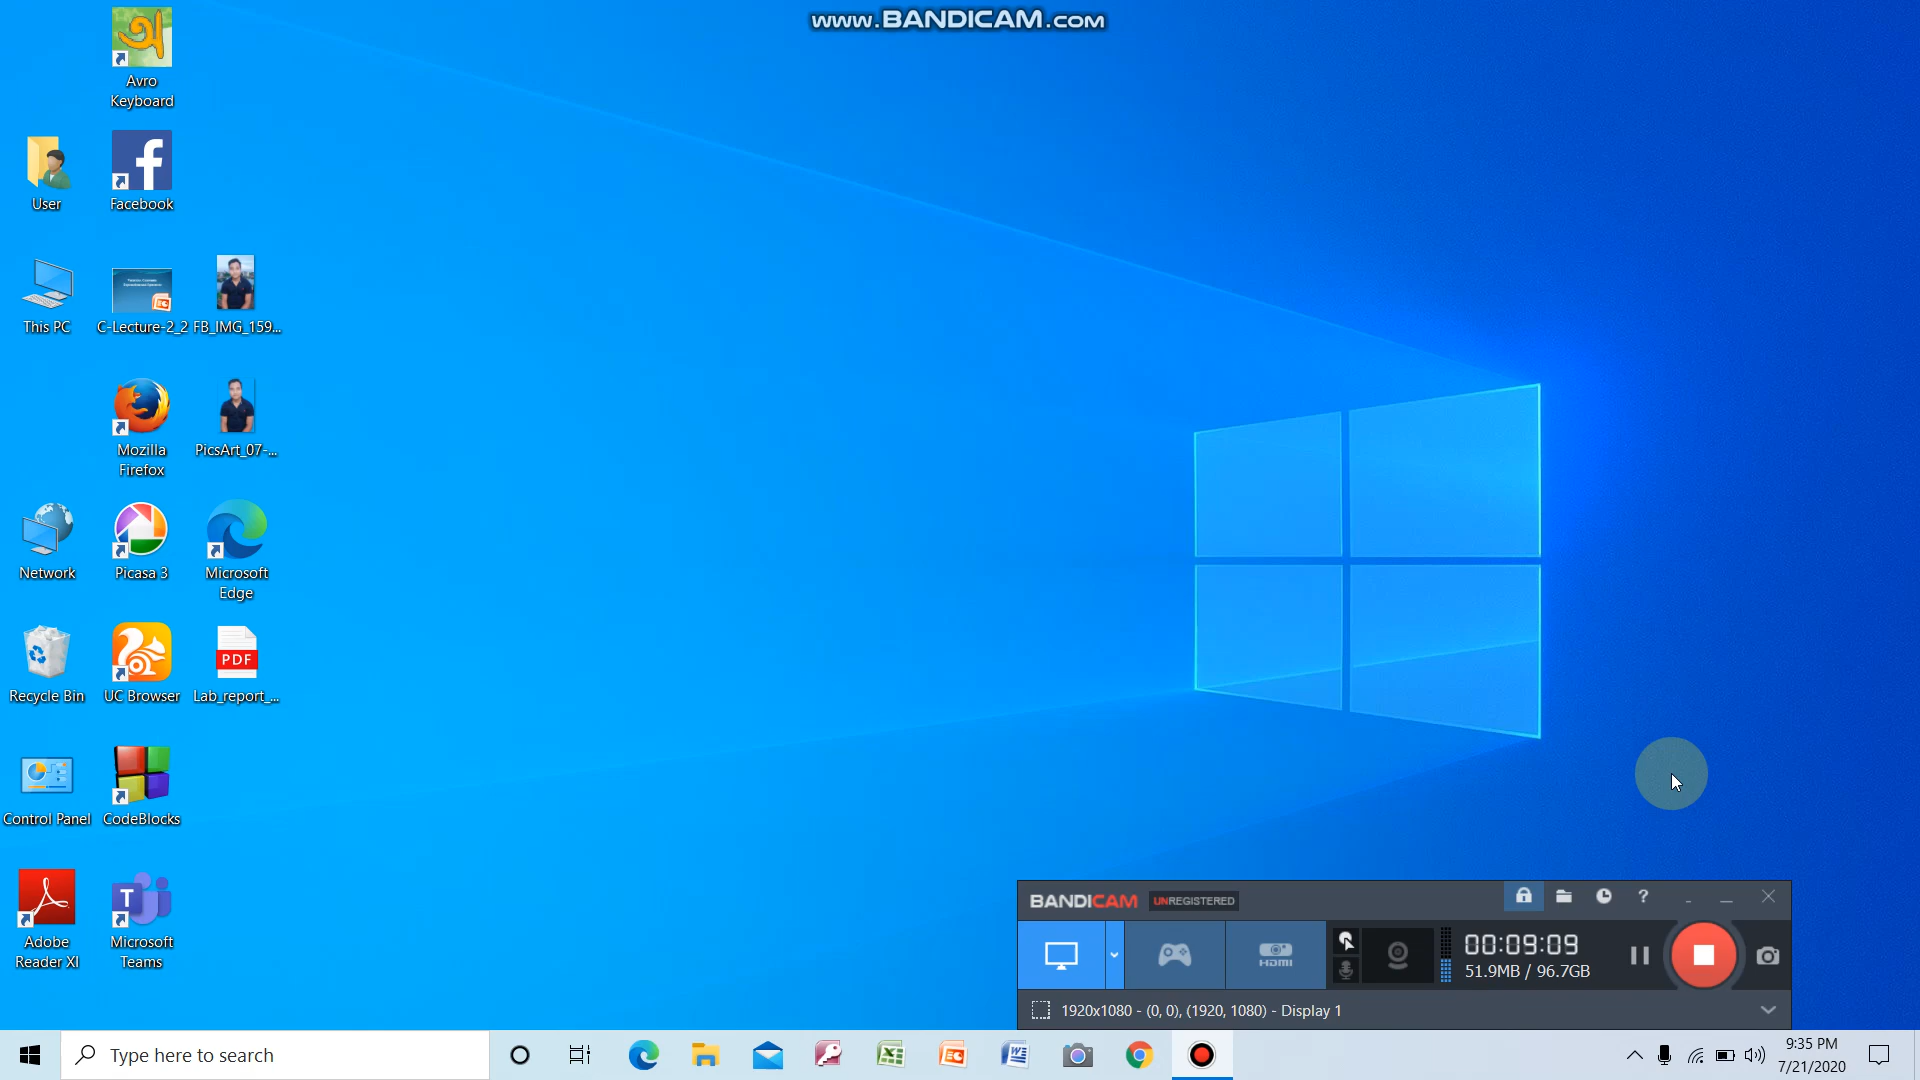 www.BANDICAM.com
অ
Avro
Keyboard
User
Facebook
This PC
C-Lecture-2_2
FB_IMG_159...
Mozilla
Firefox
PicsArt_07-...
Network
Picasa 3
Microsoft
Edge
Recycle Bin
UC Browser
PDF
Lab_report_...
Control Panel
CodeBlocks
Adobe
Reader XI
T
Microsoft
Teams
BANDICAM UNREGISTERED
?
HDMI
00:09:09
51.9MB / 96.7GB
1920x1080 - (0, 0), (1920, 1080) - Display 1
Type here to search
9:35 PM
7/21/2020